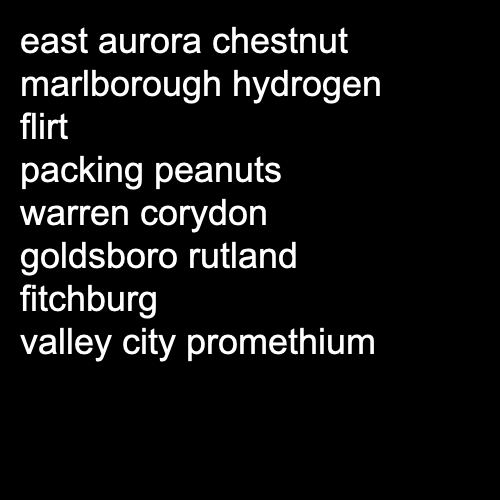 east aurora chestnut
marlborough hydrogen
flirt
packing peanuts
warren corydon
goldsboro rutland
fitchburg
valley city promethium